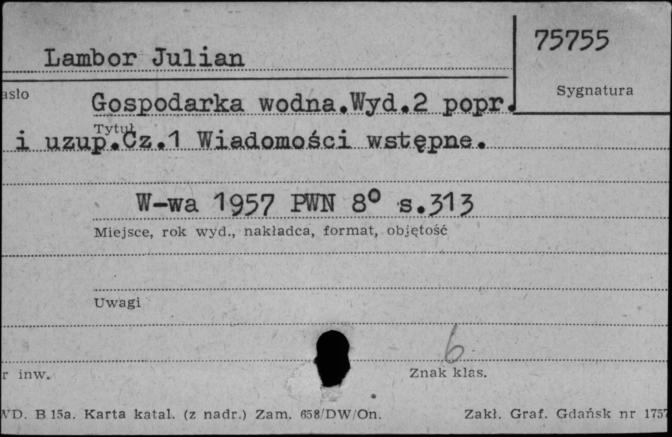 Lambor Julian
75755
asło
Sygnatura
Gospodarka wodna.Wyd.2 popr.
Tytuł
i uzup.Cz.1 Wiadomości wstępne.
W-wa 1957 PWN 8° s.313
Miejsce, rok wyd., nakładca, format, objętość
Uwagi
6
r inw.
Znak klas.
WD. B 15a. Karta katal. (z nadr.) Zam. 658/DW/On.
Zakł. Graf. Gdańsk nr 1757